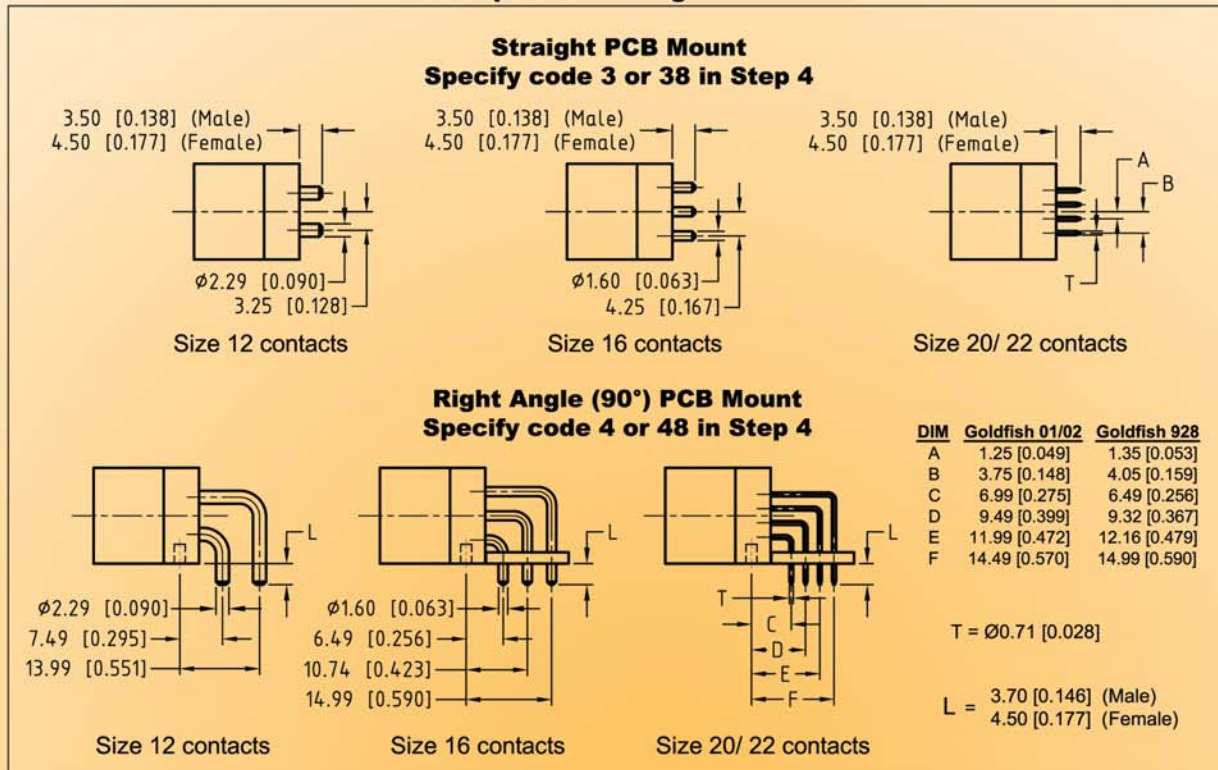 Straight PCB Mount
Specify code 3 or 38 in Step 4
3.50 [0.138] (Male)
4.50 [0.177] (Female)
ø2.29 [0.090]
3.25 [0.128]
Size 12 contacts
3.50 [0.138] (Male)
4.50 [0.177] (Female)
ø1.60 [0.063]
4.25 [0.167]
Size 16 contacts
3.50 [0.138] (Male)
4.50 [0.177] (Female)
A
B
T
Size 20/ 22 contacts
Right Angle (90°) PCB Mount
Specify code 4 or 48 in Step 4
L
ø2.29 [0.090]
7.49 [0.295]
13.99 [0.551]
Size 12 contacts
L
ø1.60 [0.063]
6.49 [0.256]
10.74 [0.423]
14.99 [0.590]
Size 16 contacts
L
T
C
D
E
F
Size 20/ 22 contacts
DIM Goldfish 01/02 Goldfish 928
A 1.25 [0.049] 1.35 [0.053]
B 3.75 [0.148] 4.05 [0.159]
C 6.99 [0.275] 6.49 [0.256]
D 9.49 [0.399] 9.32 [0.367]
E 11.99 [0.472] 12.16 [0.479]
F 14.49 [0.570] 14.99 [0.590]
T = Ø0.71 [0.028]
L = 3.70 [0.146] (Male)
4.50 [0.177] (Female)